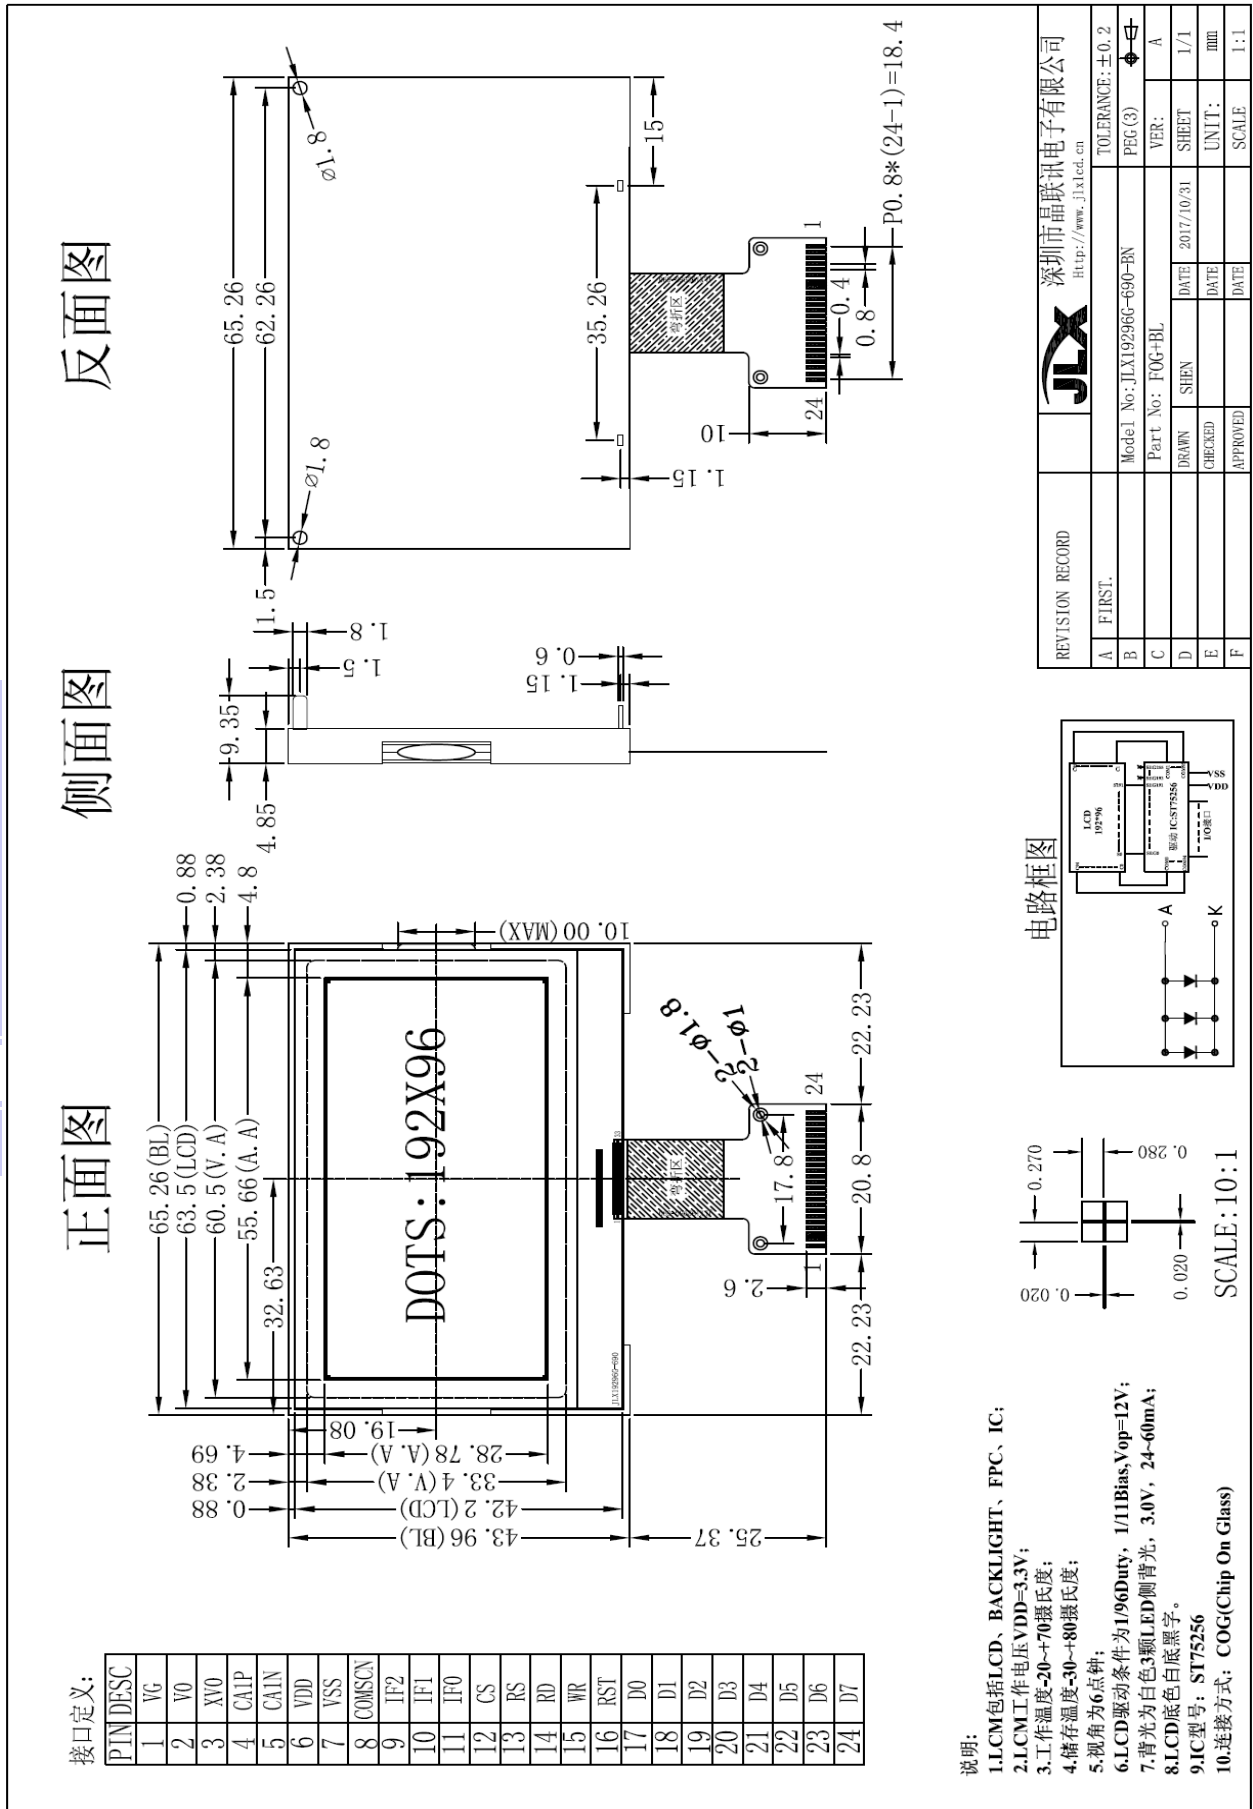 正面图
侧面图
反面图
接口定义:
PIN DESC
1 VG
2 V0
3 XV0
4 CA1P
5 CA1N
6 VDD
7 VSS
8 COMSCN
9 IF2
10 IF1
11 IF0
12 CS
13 RS
14 RD
15 WR
16 RST
17 D0
18 D1
19 D2
20 D3
21 D4
22 D5
23 D6
24 D7
65.26(BL)
63.5(LCD)
60.5(V.A)
55.66(A.A)
32.63
0.88
2.38
4.8
10.00(MAX)
19.08
4.69
28.78(A.A)
2.38
33.4(V.A)
0.88
42.2(LCD)
43.96(BL)
25.37
DOTS:192X96
JLX19296G-690
弯折区
2-ø1.8
2-ø1
17.8
1
24
2.6
22.23
20.8
22.23
9.35
4.85
1.5
1.8
0.6
1.15
65.26
62.26
1.5
ø1.8
ø1.8
35.26
15
1.15
弯折区
10
24
1
0.4
0.8
P0.8*(24-1)=18.4
说明:
1.LCM包括LCD、BACKLIGHT、FPC、IC;
2.LCM工作电压VDD=3.3V;
3.工作温度-20~+70摄氏度;
4.储存温度-30~+80摄氏度;
5.视角为6点钟;
6.LCD驱动条件为1/96Duty, 1/11Bias,Vop=12V;
7.背光为白色3颗LED侧背光, 3.0V, 24~60mA;
8.LCD底色白底黑字。
9.IC型号: ST75256
10.连接方式: COG(Chip On Glass)
0.270
0.280
0.020
0.020
SCALE:10:1
电路框图
A
K
LCD
192*96
驱动 IC:ST75256
VSS
VDD
I/O接口
REVISION RECORD
A FIRST.
B
C
D
E
F
JLX
深圳市晶联讯电子有限公司
Http://www.jlxlcd.cn
TOLERANCE:±0.2
Model No:JLX19296G-690-BN
PEG(3)
Part No: FOG+BL
VER: A
DRAWN SHEN DATE 2017/10/31 SHEET 1/1
CHECKED DATE UNIT: mm
APPROVED DATE SCALE 1:1